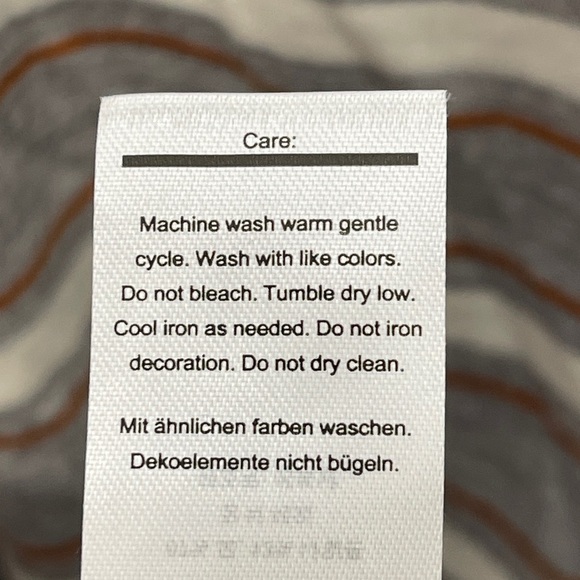 Care:
Machine wash warm gentle
cycle. Wash with like colors.
Do not bleach. Tumble dry low.
Cool iron as needed. Do not iron
decoration. Do not dry clean.
Mit ähnlichen farben waschen.
Dekoelemente nicht bügeln.